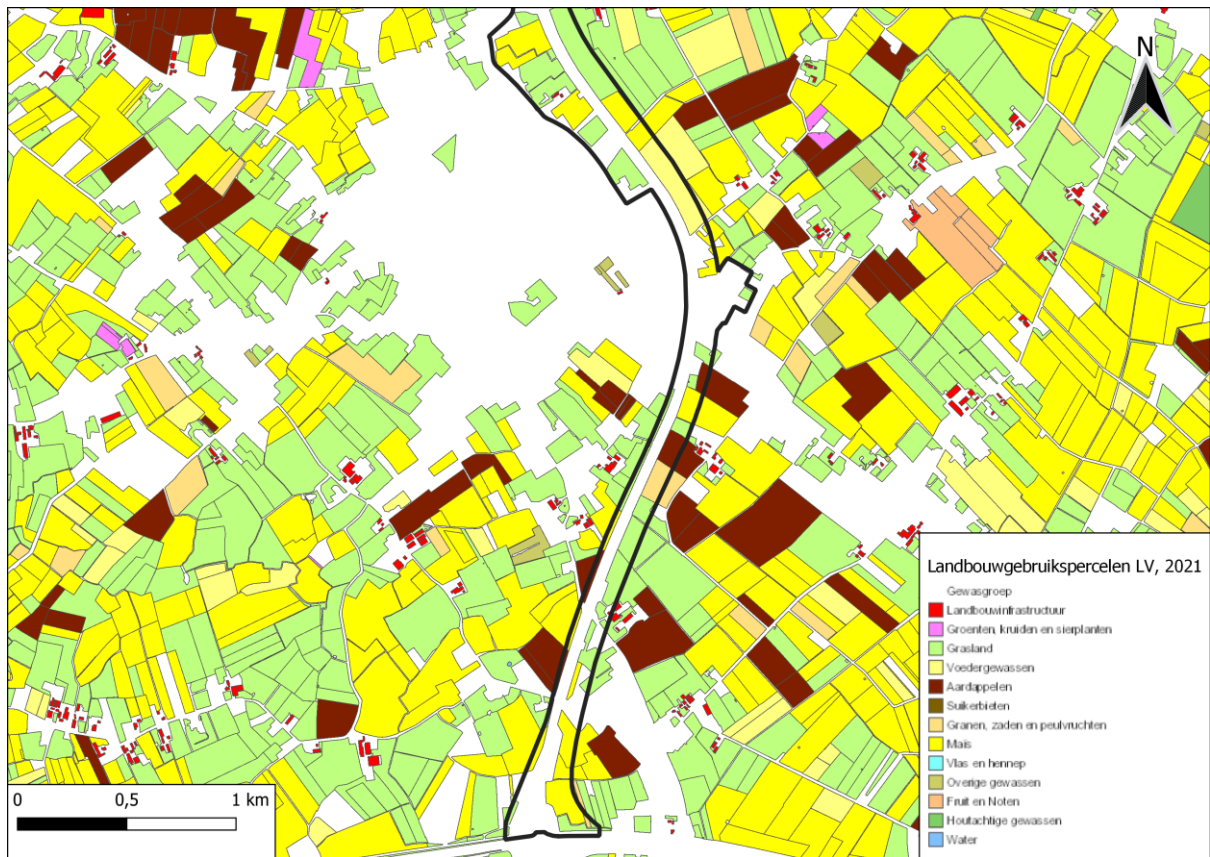 N
Landbouwgebruikspercelen LV, 2021
Gewasgroep
Landbouwinfrastructuur
Groenten, kruiden en sierplanten
Grasland
Voedergewassen
Aardappelen
Suikerbieten
Granen, zaden en peulvruchten
Maïs
Vlas en hennep
Overige gewassen
Fruit en Noten
Houtachtige gewassen
Water
0 0,5 1 km